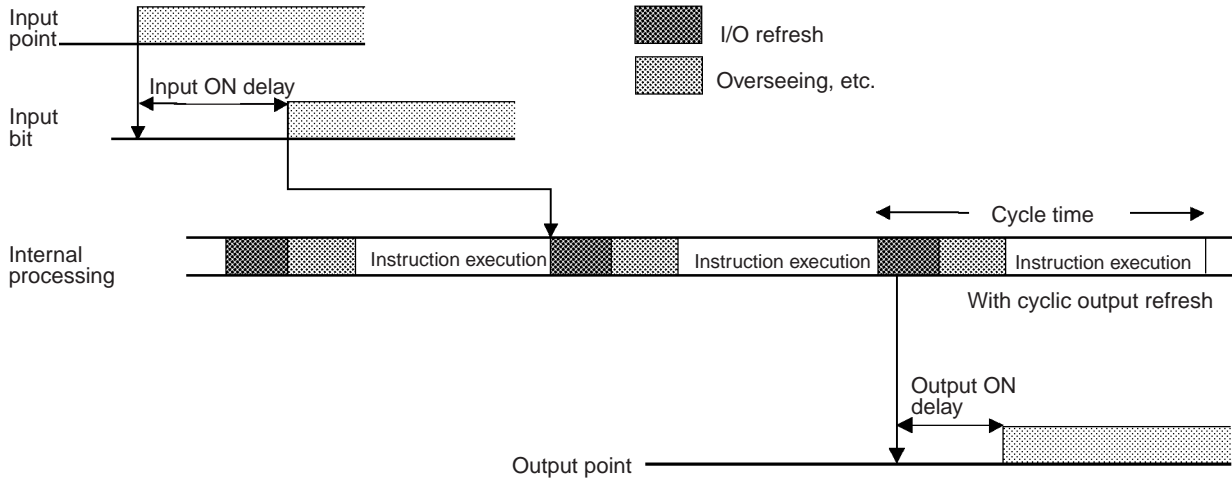 Input
point
I/O refresh
Overseeing, etc.
Input ON delay
Input
bit
Cycle time
Internal
processing
Instruction execution
Instruction execution
Instruction execution
With cyclic output refresh
Output ON
delay
Output point